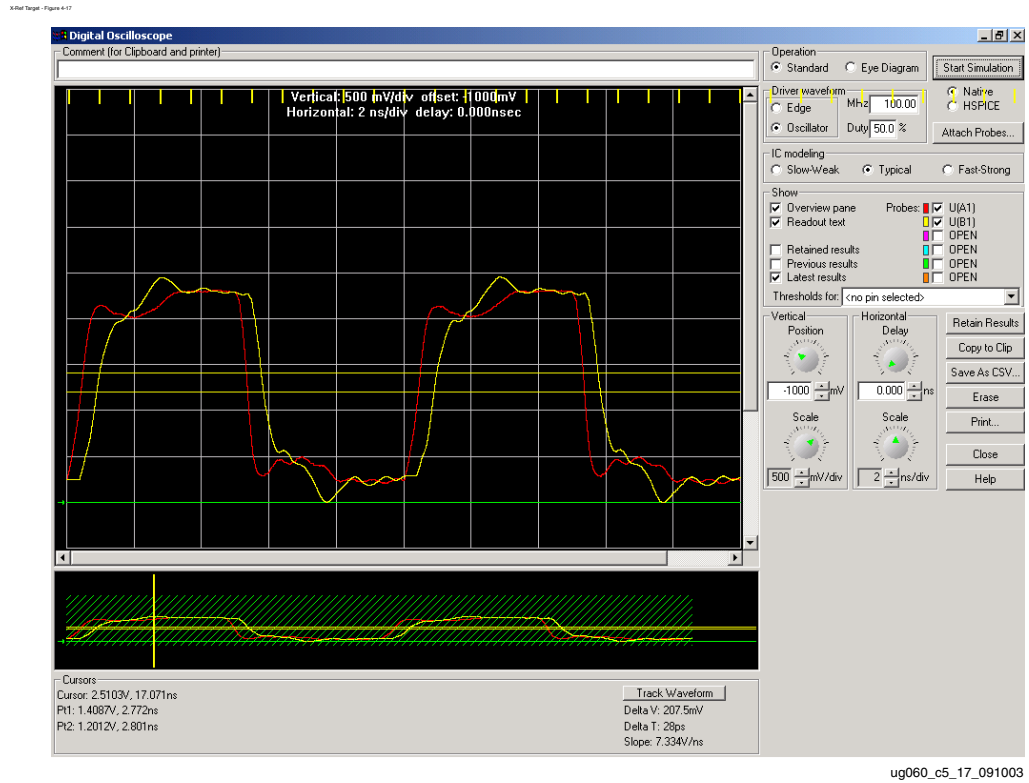 X-Ref Target - Figure 4-17
Digital Oscilloscope
Comment (for Clipboard and printer)
Vertical: 500 mV/div offset: -1000mV
Horizontal: 2 ns/div delay: 0.000nsec
Operation
Standard Eye Diagram
Start Simulation
Driver waveform
Edge
Oscillator
MHz 100.00
Duty 50.0 %
Native
HSPICE
Attach Probes...
IC modeling
Slow-Weak Typical Fast-Strong
Show
Overview pane Probes: U(A1)
Readout text U(B1)
OPEN
Retained results OPEN
Previous results OPEN
Latest results OPEN
Thresholds for: <no pin selected>
Vertical
Position
-1000 mV
Scale
500 mV/div
Horizontal
Delay
0.000 ns
Scale
2 ns/div
Retain Results
Copy to Clip
Save As CSV...
Erase
Print...
Close
Help
Cursors
Cursor: 2.5103V, 17.071ns
Pt1: 1.4087V, 2.772ns
Pt2: 1.2012V, 2.801ns
Track Waveform
Delta V: 207.5mV
Delta T: 28ps
Slope: 7.334V/ns
ug060_c5_17_091003